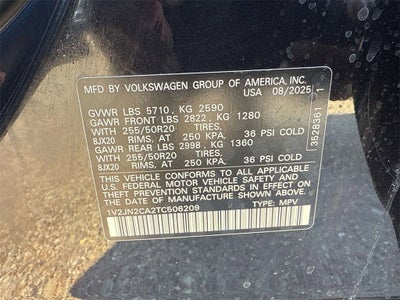 MFD. BY VOLKSWAGEN GROUP OF AMERICA, INC.
USA 08/2025
GVWR LBS 5710, KG 2590
GAWR FRONT LBS 2822, KG 1280
WITH 255/50R20 TIRES,
8JX20 RIMS, AT 250 KPA, 36 PSI COLD
GAWR REAR LBS 2998, KG 1360
WITH 255/50R20 TIRES,
8JX20 RIMS, AT 250 KPA, 36 PSI COLD
THIS VEHICLE CONFORMS TO ALL APPLICABLE
U.S. FEDERAL MOTOR VEHICLE SAFETY AND
THEFT PREVENTION STANDARDS IN EFFECT ON
THE DATE OF MANUFACTURE SHOWN ABOVE.
1V2JN2CA2TC506209 TYPE: MPV
3528361 1